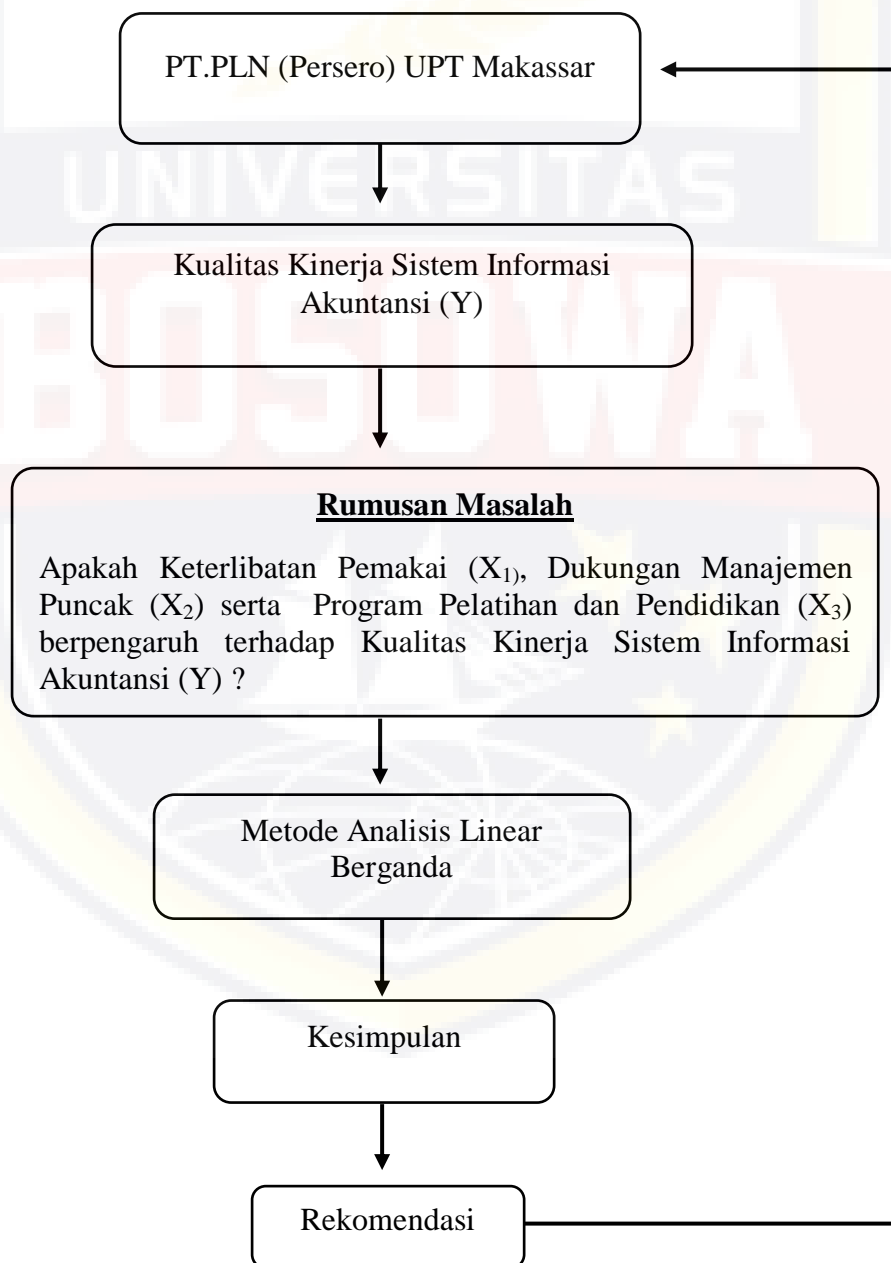 PT.PLN (Persero) UPT Makassar
UNIVERSITAS
Kualitas Kinerja Sistem Informasi
Akuntansi (Y)
BOSOWA
Rumusan Masalah
Apakah Keterlibatan Pemakai (X₁), Dukungan Manajemen
Puncak (X₂) serta Program Pelatihan dan Pendidikan (X₃)
berpengaruh terhadap Kualitas Kinerja Sistem Informasi
Akuntansi (Y) ?
Metode Analisis Linear
Berganda
Kesimpulan
Rekomendasi